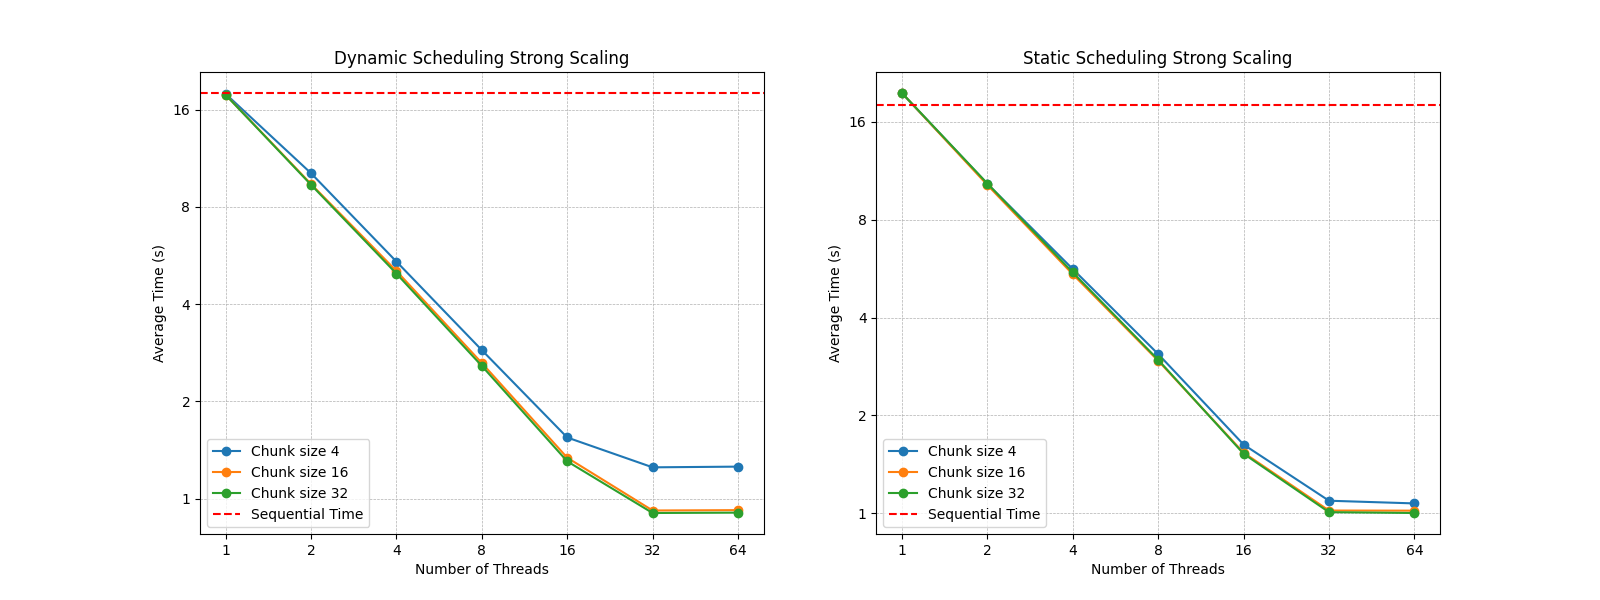 Dynamic Scheduling Strong Scaling
16
8
4
2
1
Average Time (s)
Chunk size 4
Chunk size 16
Chunk size 32
Sequential Time
1 2 4 8 16 32 64
Number of Threads
Static Scheduling Strong Scaling
16
8
4
2
1
Average Time (s)
Chunk size 4
Chunk size 16
Chunk size 32
Sequential Time
1 2 4 8 16 32 64
Number of Threads